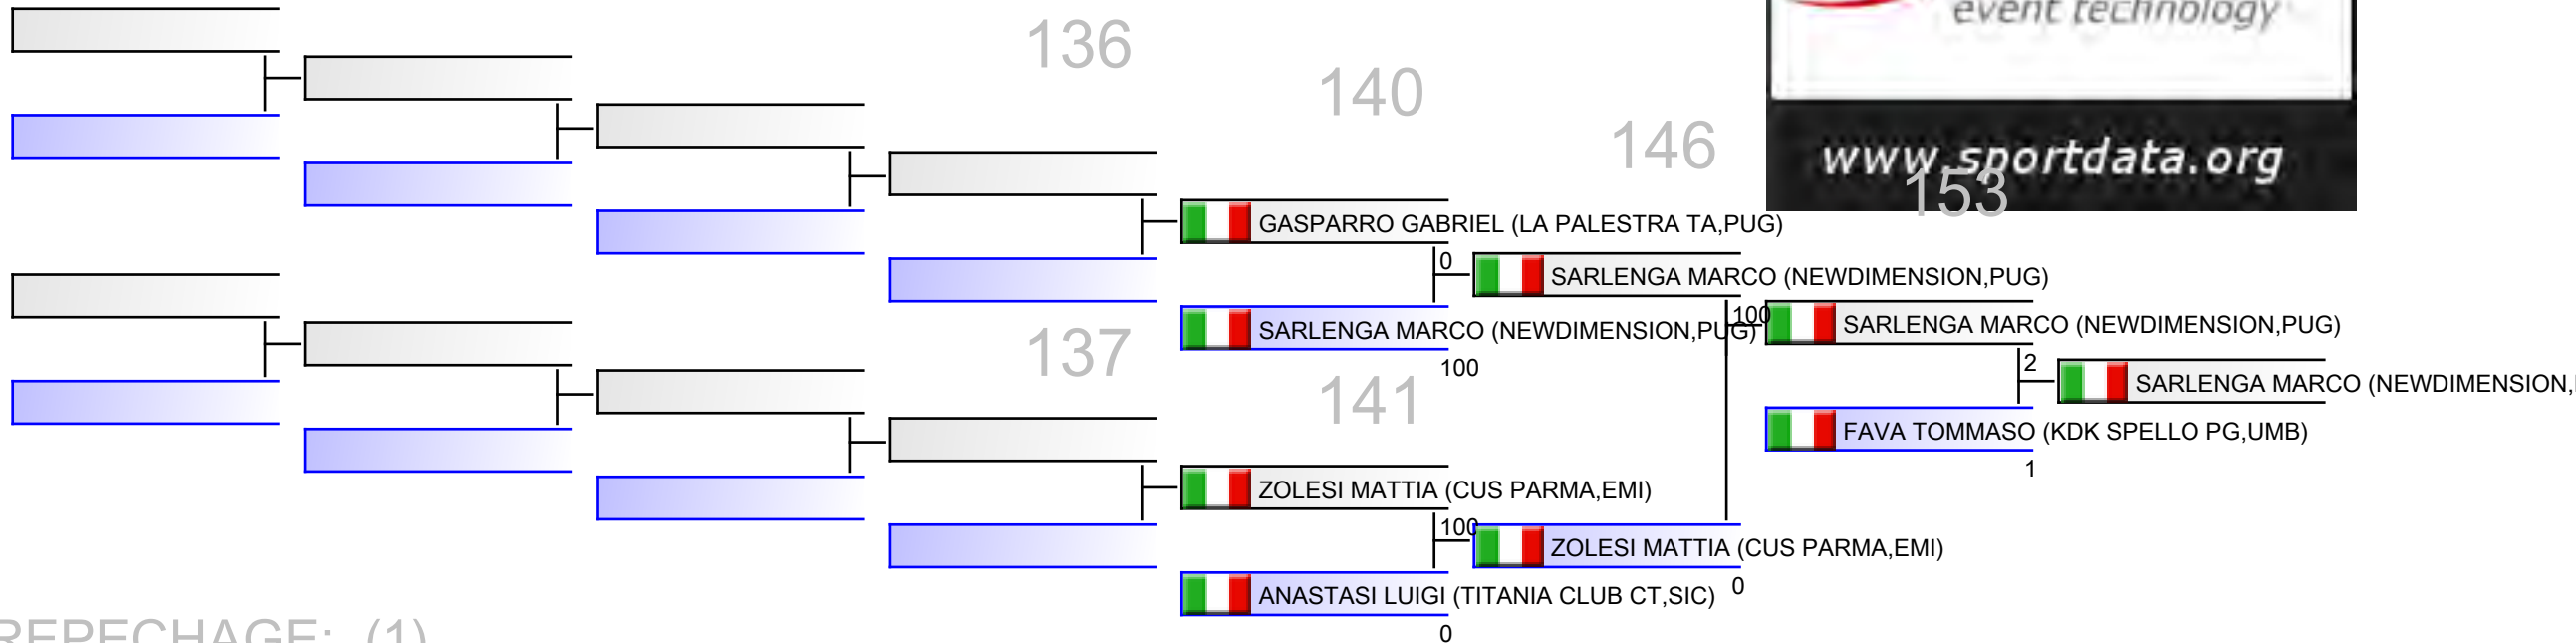 event technology
136
140
146
www.sportdata.org
153
GASPARRO GABRIEL (LA PALESTRA TA,PUG)
0
SARLENGA MARCO (NEWDIMENSION,PUG)
100
SARLENGA MARCO (NEWDIMENSION,PUG)
SARLENGA MARCO (NEWDIMENSION,PUG)
137
100
2
141
SARLENGA MARCO (NEWDIMENSION,
FAVA TOMMASO (KDK SPELLO PG,UMB)
1
ZOLESI MATTIA (CUS PARMA,EMI)
100
ZOLESI MATTIA (CUS PARMA,EMI)
0
ANASTASI LUIGI (TITANIA CLUB CT,SIC)
0
REPECHAGE: (1)